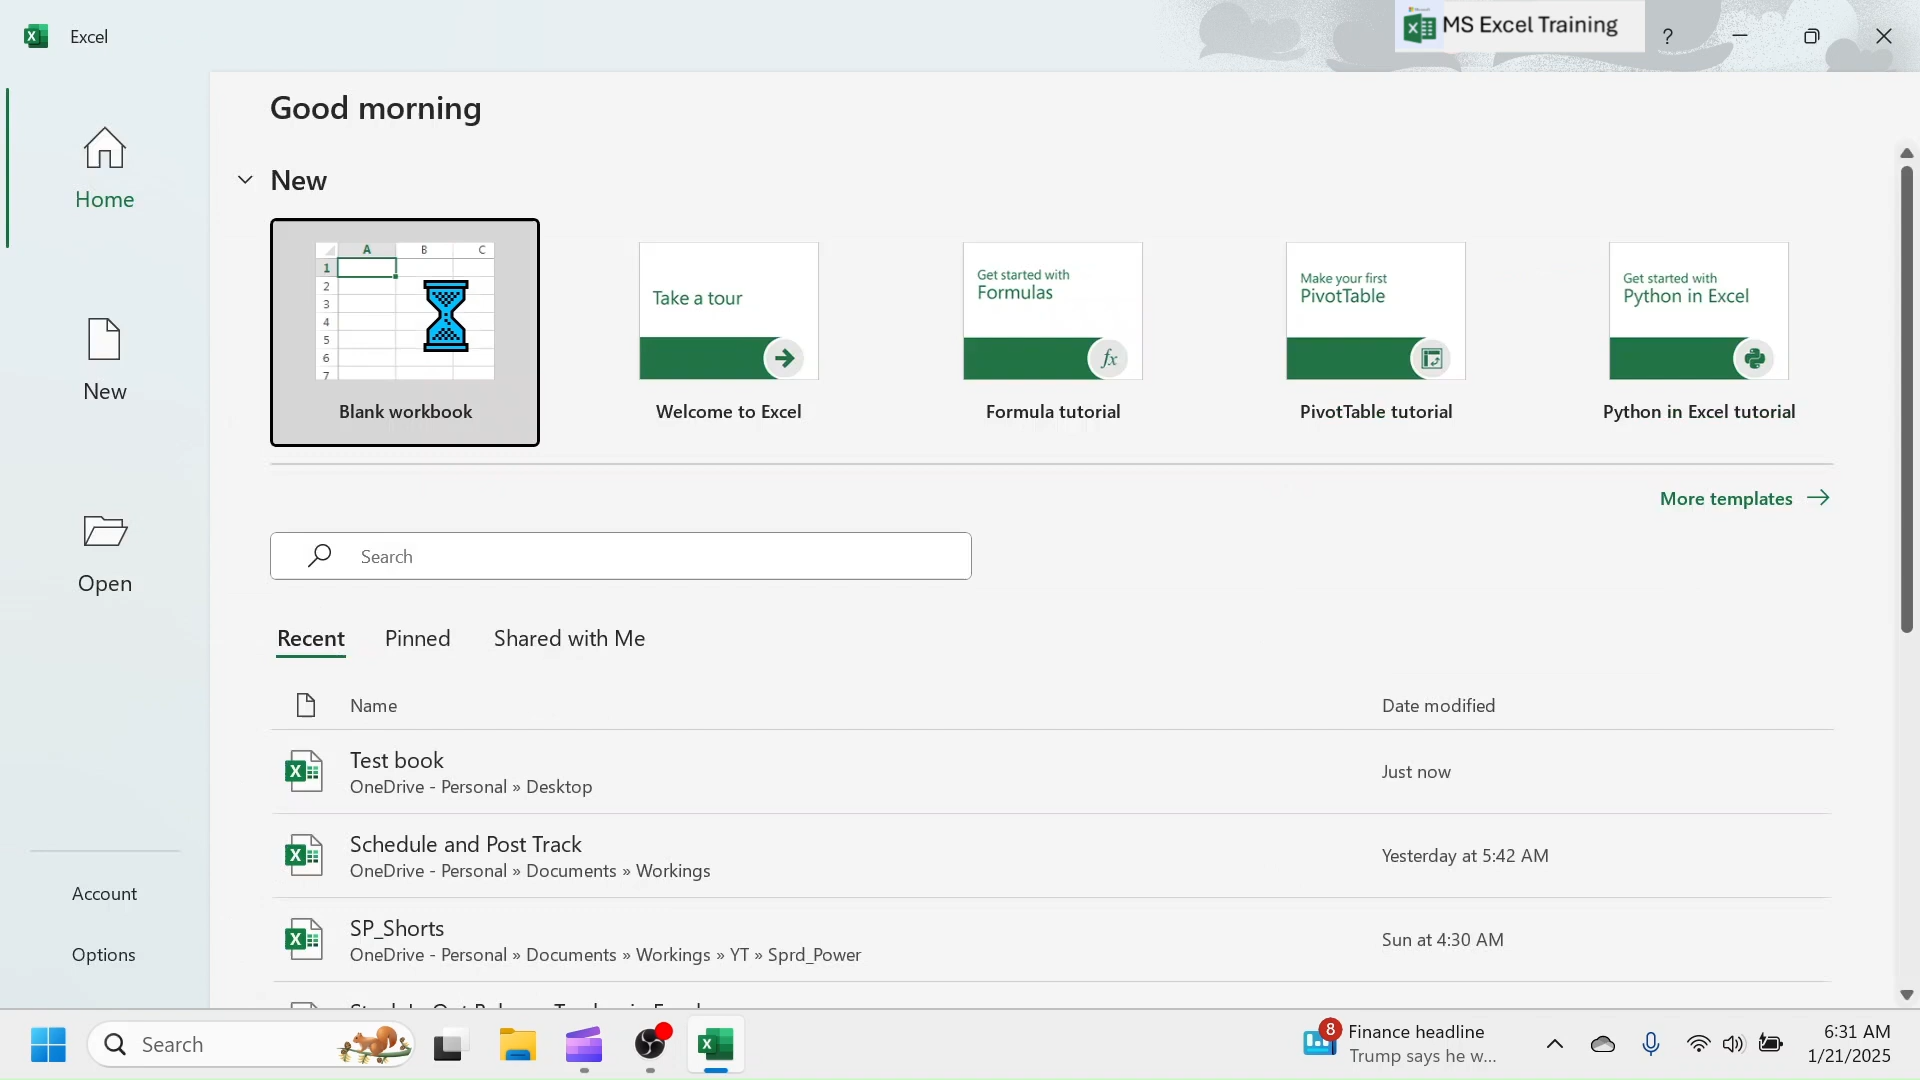 Excel
MS Excel Training
?
Home
New
Open
Account
Options
Good morning
New
A B C
1
2
3
4
5
6
7
Blank workbook
Take a tour
Welcome to Excel
Get started with
Formulas
fx
Formula tutorial
Make your first
PivotTable
PivotTable tutorial
Get started with
Python in Excel
Python in Excel tutorial
More templates
Search
Recent Pinned Shared with Me
Name Date modified
Test book
OneDrive - Personal » Desktop
Just now
Schedule and Post Track
OneDrive - Personal » Documents » Workings
Yesterday at 5:42 AM
SP_Shorts
OneDrive - Personal » Documents » Workings » YT » Sprd_Power
Sun at 4:30 AM
Search
8
Finance headline
Trump says he w...
6:31 AM
1/21/2025